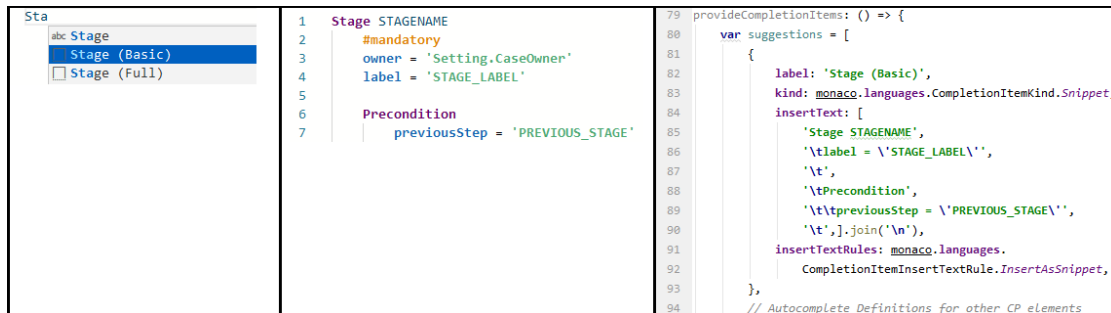 Sta
abc Stage
Stage (Basic)
Stage (Full)
1 Stage STAGENAME
2 #mandatory
3 owner = 'Setting.CaseOwner'
4 label = 'STAGE_LABEL'
5
6 Precondition
7 previousStep = 'PREVIOUS_STAGE'
79 provideCompletionItems: () => {
80 var suggestions = [
81 {
82 label: 'Stage (Basic)',
83 kind: monaco.languages.CompletionItemKind.Snippet,
84 insertText: [
85 'Stage STAGENAME',
86 '\tlabel = \'STAGE_LABEL\'',
87 '\t',
88 '\tPrecondition',
89 '\t\tpreviousStep = \'PREVIOUS_STAGE\'',
90 '\t',].join('\n'),
91 insertTextRules: monaco.languages.
92 CompletionItemInsertTextRule.InsertAsSnippet,
93 },
94 // Autocomplete Definitions for other CP elements